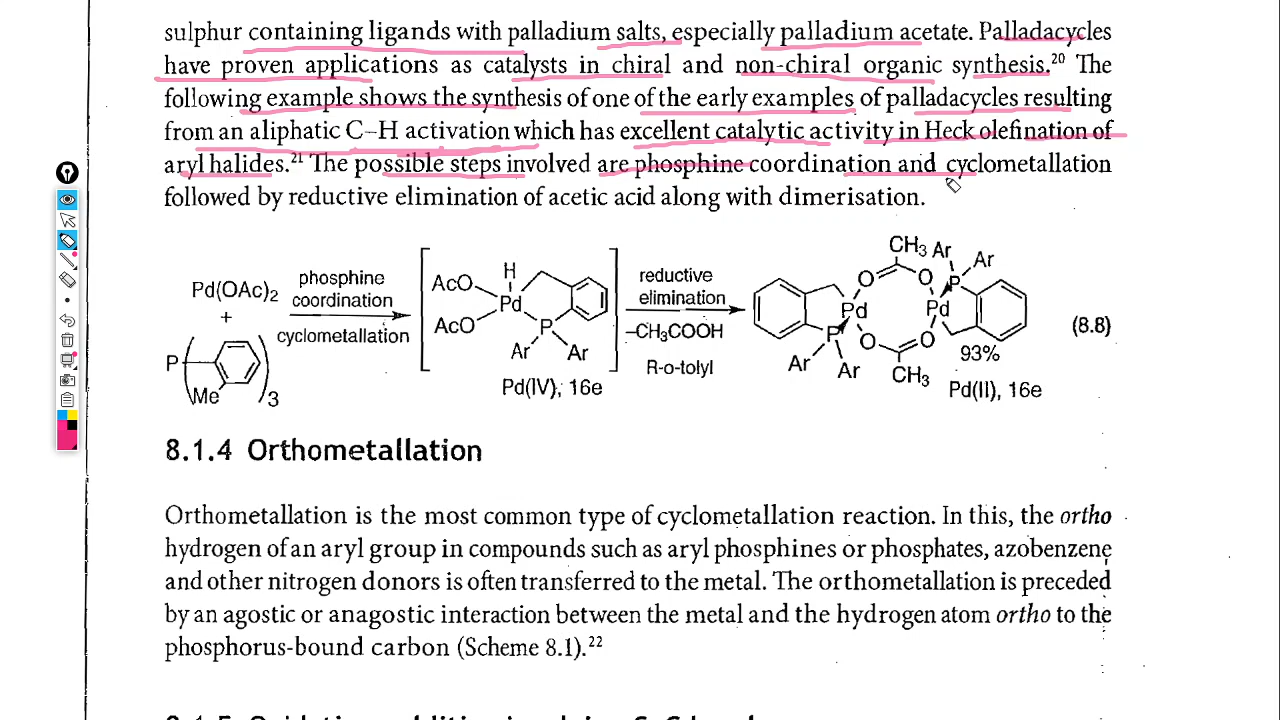 sulphur containing ligands with palladium salts, especially palladium acetate. Palladacycles
have proven applications as catalysts in chiral and non-chiral organic synthesis.²⁰ The
following example shows the synthesis of one of the early examples of palladacycles resulting
from an aliphatic C–H activation which has excellent catalytic activity in Heck olefination of
aryl halides.²¹ The possible steps involved are phosphine coordination and cyclometallation
followed by reductive elimination of acetic acid along with dimerisation.
Pd(OAc)₂
+
P
Me
3
phosphine
coordination
cyclometallation
H
AcO
Pd
AcO
P
Ar Ar
Pd(IV), 16e
reductive
elimination
–CH₃COOH
R-o-tolyl
CH₃ Ar
Ar
O O
P
Pd Pd
P
O O
Ar
Ar
CH₃
93%
Pd(II), 16e
(8.8)
8.1.4 Orthometallation
Orthometallation is the most common type of cyclometallation reaction. In this, the ortho
hydrogen of an aryl group in compounds such as aryl phosphines or phosphates, azobenzene
and other nitrogen donors is often transferred to the metal. The orthometallation is preceded
by an agostic or anagostic interaction between the metal and the hydrogen atom ortho to the
phosphorus-bound carbon (Scheme 8.1).²²